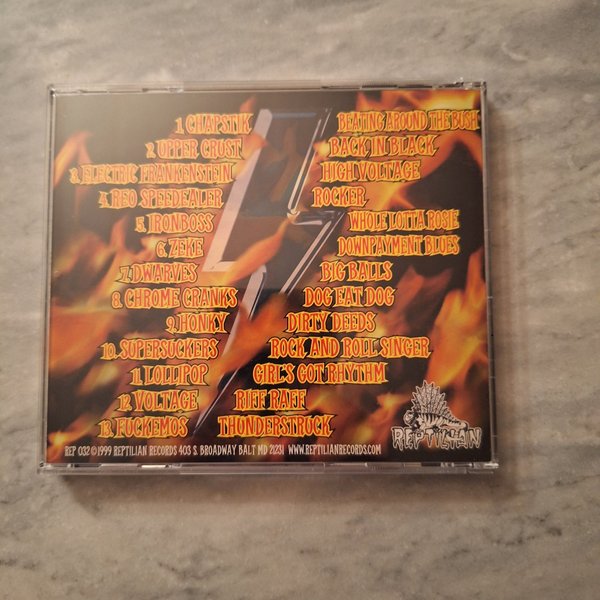 1. CHAPSTIK BEATING AROUND THE BUSH
2. UPPER CRUST BACK IN BLACK
3. ELECTRIC FRANKENSTEIN HIGH VOLTAGE
4. REO SPEEDEALER ROCKER
5. IRONBOSS WHOLE LOTTA ROSIE
6. ZEKE DOWNPAYMENT BLUES
7. DWARVES BIG BALLS
8. CHROME CRANKS DOG EAT DOG
9. HONKY DIRTY DEEDS
10. SUPERSUCKERS ROCK AND ROLL SINGER
11. LOLLIPOP GIRL'S GOT RHYTHM
12. VOLTAGE RIFF RAFF
13. FUCKEMOS THUNDERSTRUCK
REPTILIAN
REP 032 © 1999 REPTILIAN RECORDS 403 S. BROADWAY BALT MD 21231 WWW.REPTILIANRECORDS.COM